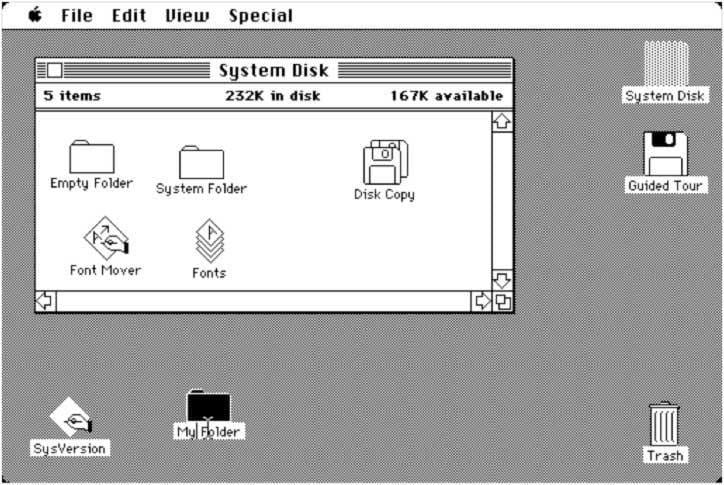 File Edit View Special
System Disk
5 items 232K in disk 167K available
Empty Folder System Folder Disk Copy
Font Mover Fonts
System Disk
Guided Tour
SysVersion
My Folder
Trash